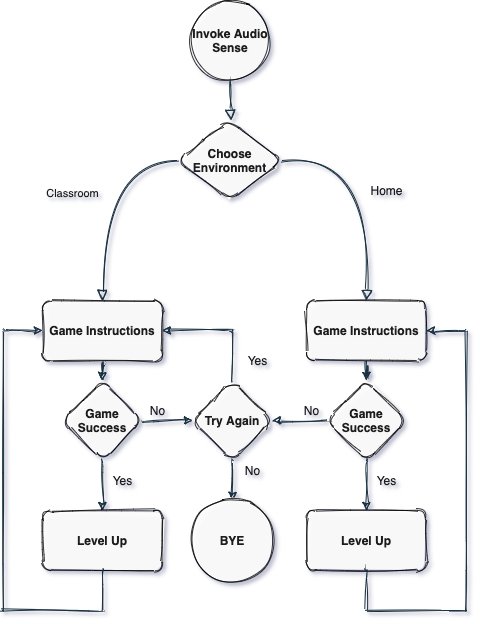 Invoke Audio
Sense
Choose
Environment
Classroom
Home
Game Instructions
Game Instructions
Yes
Game
Success
No
Try Again
No
Game
Success
Yes
No
Yes
Level Up
BYE
Level Up